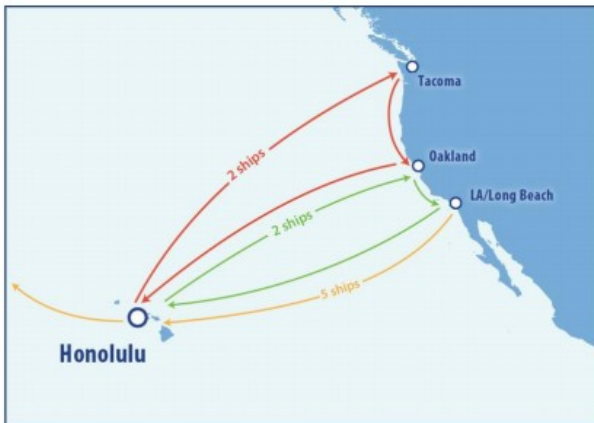 Tacoma
2 ships
Oakland
LA/Long Beach
2 ships
5 ships
Honolulu